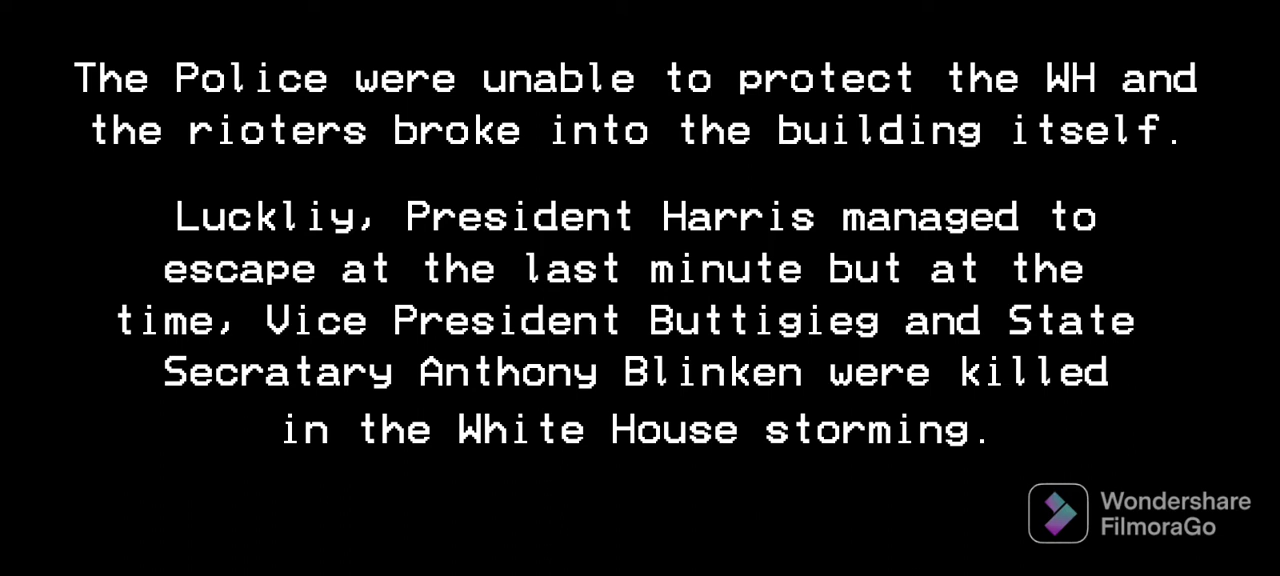 The Police were unable to protect the WH and
the rioters broke into the building itself.
Luckliy, President Harris managed to
escape at the last minute but at the
time, Vice President Buttigieg and State
Secratary Anthony Blinken were killed
in the White House storming.
Wondershare
FilmoraGo